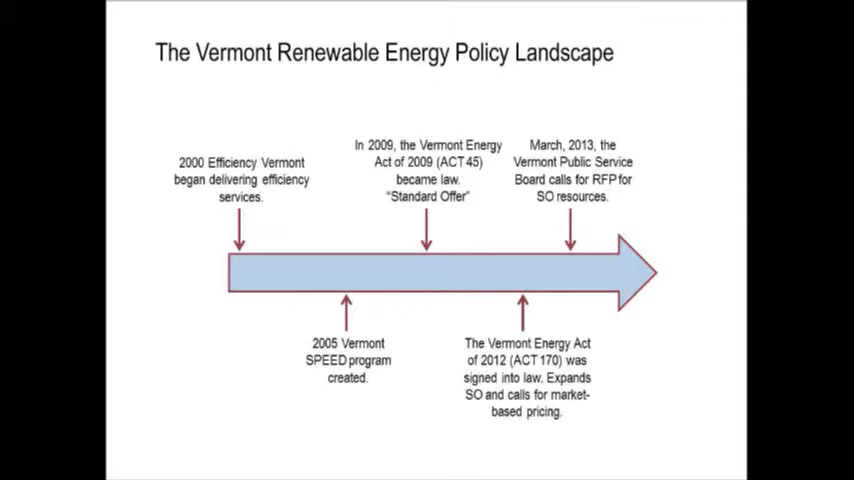 The Vermont Renewable Energy Policy Landscape
2000 Efficiency Vermont
began delivering efficiency
services.
In 2009, the Vermont Energy
Act of 2009 (ACT 45)
became law.
“Standard Offer”
March, 2013, the
Vermont Public Service
Board calls for RFP for
SO resources.
2005 Vermont
SPEED program
created.
The Vermont Energy Act
of 2012 (ACT 170) was
signed into law. Expands
SO and calls for market-
based pricing.